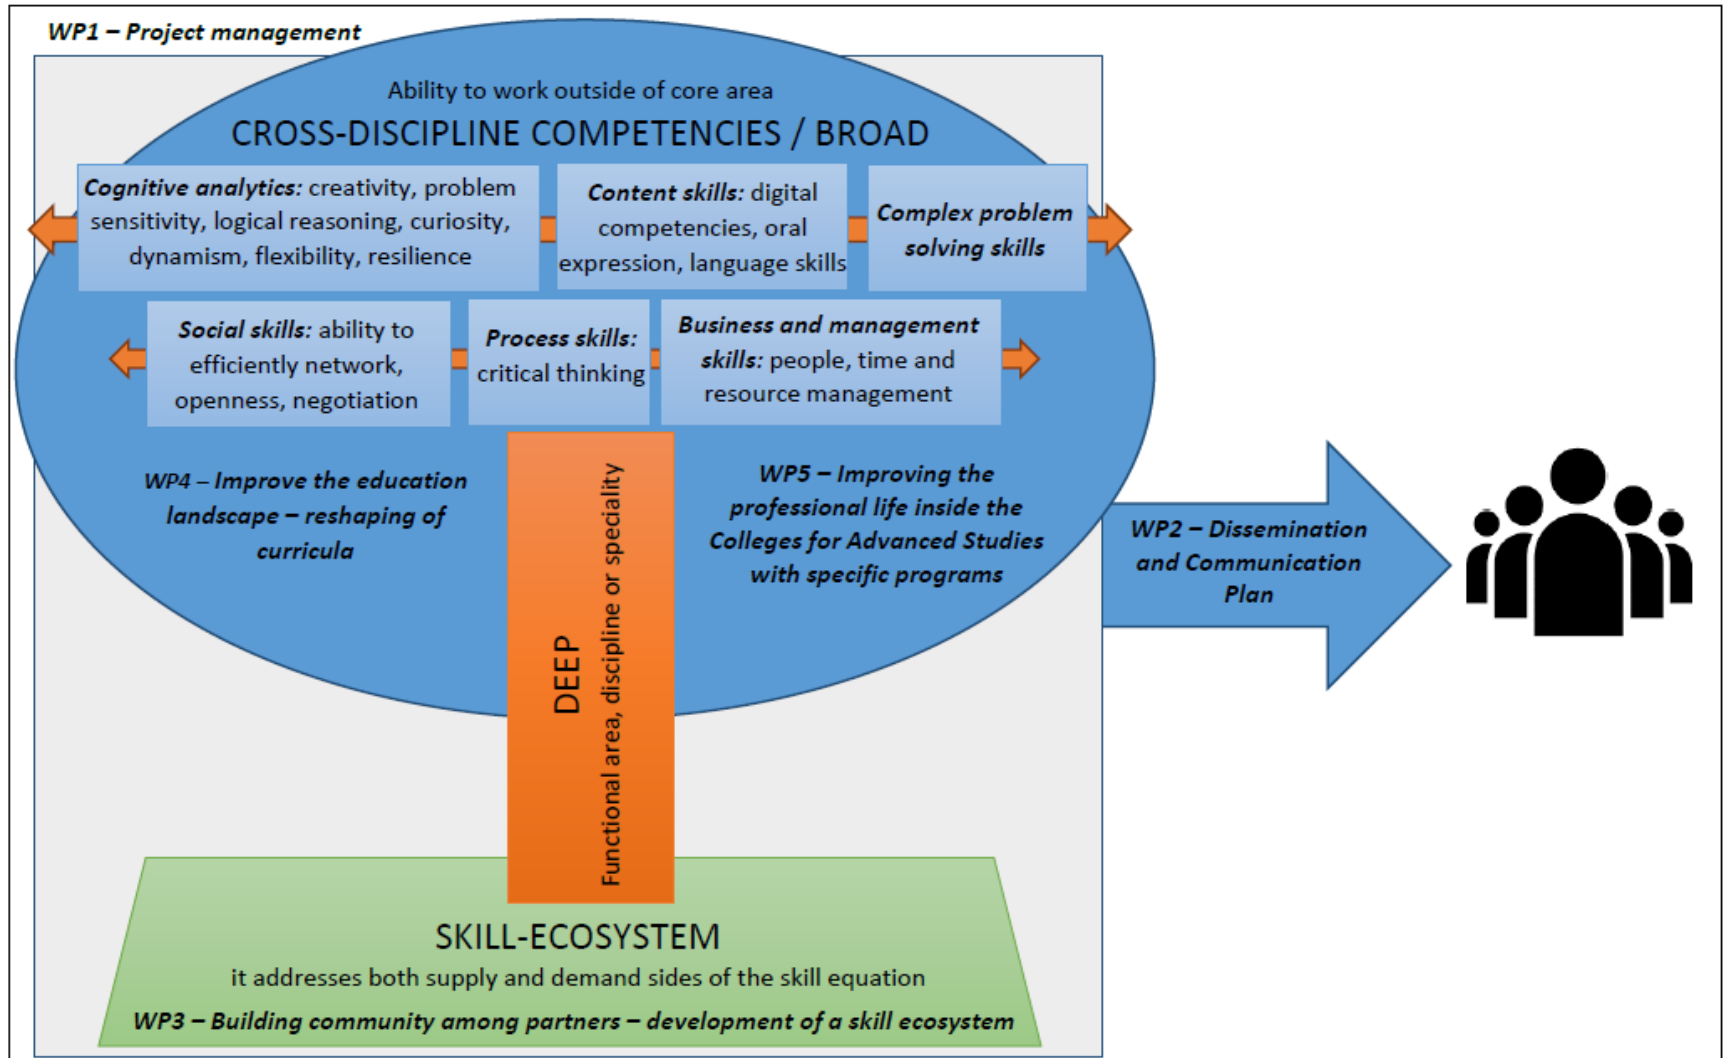 WP1 – Project management
Ability to work outside of core area
CROSS-DISCIPLINE COMPETENCIES / BROAD
Cognitive analytics: creativity, problem
sensitivity, logical reasoning, curiosity,
dynamism, flexibility, resilience
Content skills: digital
competencies, oral
expression, language skills
Complex problem
solving skills
Social skills: ability to
efficiently network,
openness, negotiation
Process skills:
critical thinking
Business and management
skills: people, time and
resource management
WP4 – Improve the education
landscape – reshaping of
curricula
DEEP
Functional area, discipline or speciality
WP5 – Improving the
professional life inside the
Colleges for Advanced Studies
with specific programs
WP2 – Dissemination
and Communication
Plan
SKILL-ECOSYSTEM
it addresses both supply and demand sides of the skill equation
WP3 – Building community among partners – development of a skill ecosystem